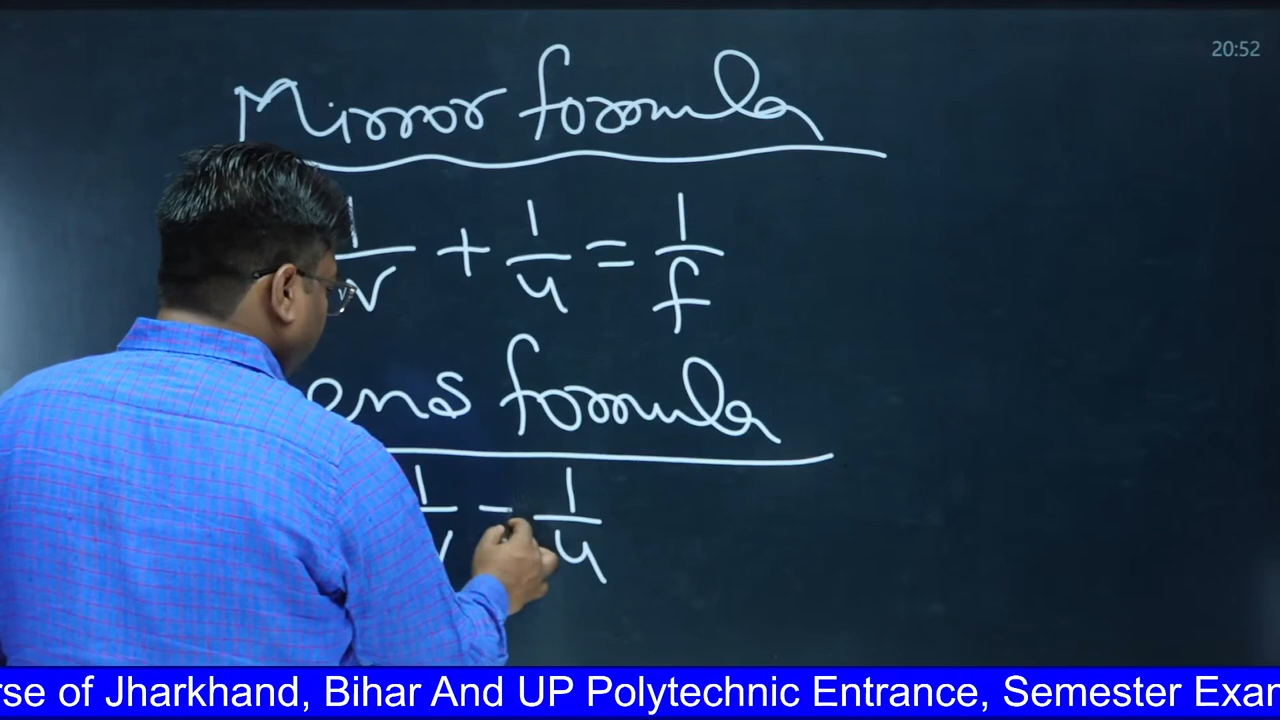 20:52
Mirror formula
1/v + 1/u = 1/f
ens formula
1/v - 1/u
rse of Jharkhand, Bihar And UP Polytechnic Entrance, Semester Exan